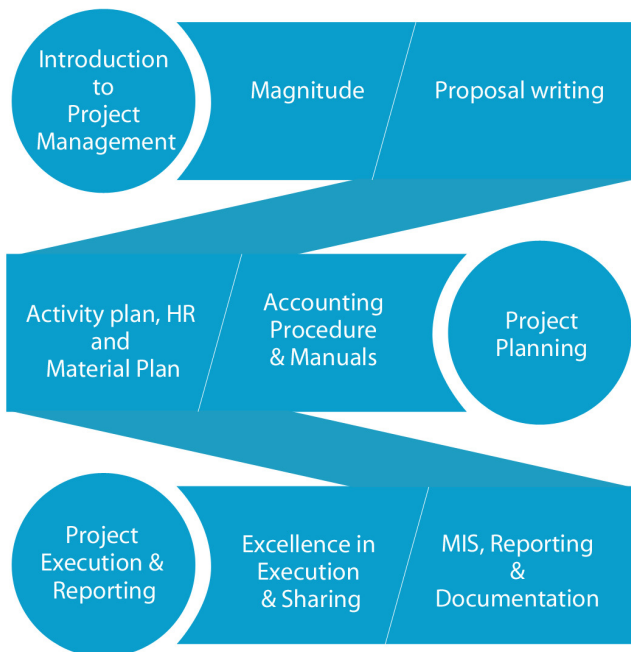 Introduction
to
Project
Management
Magnitude
Proposal writing
Activity plan, HR
and
Material Plan
Accounting
Procedure
& Manuals
Project
Planning
Project
Execution &
Reporting
Excellence in
Execution
& Sharing
MIS, Reporting
&
Documentation